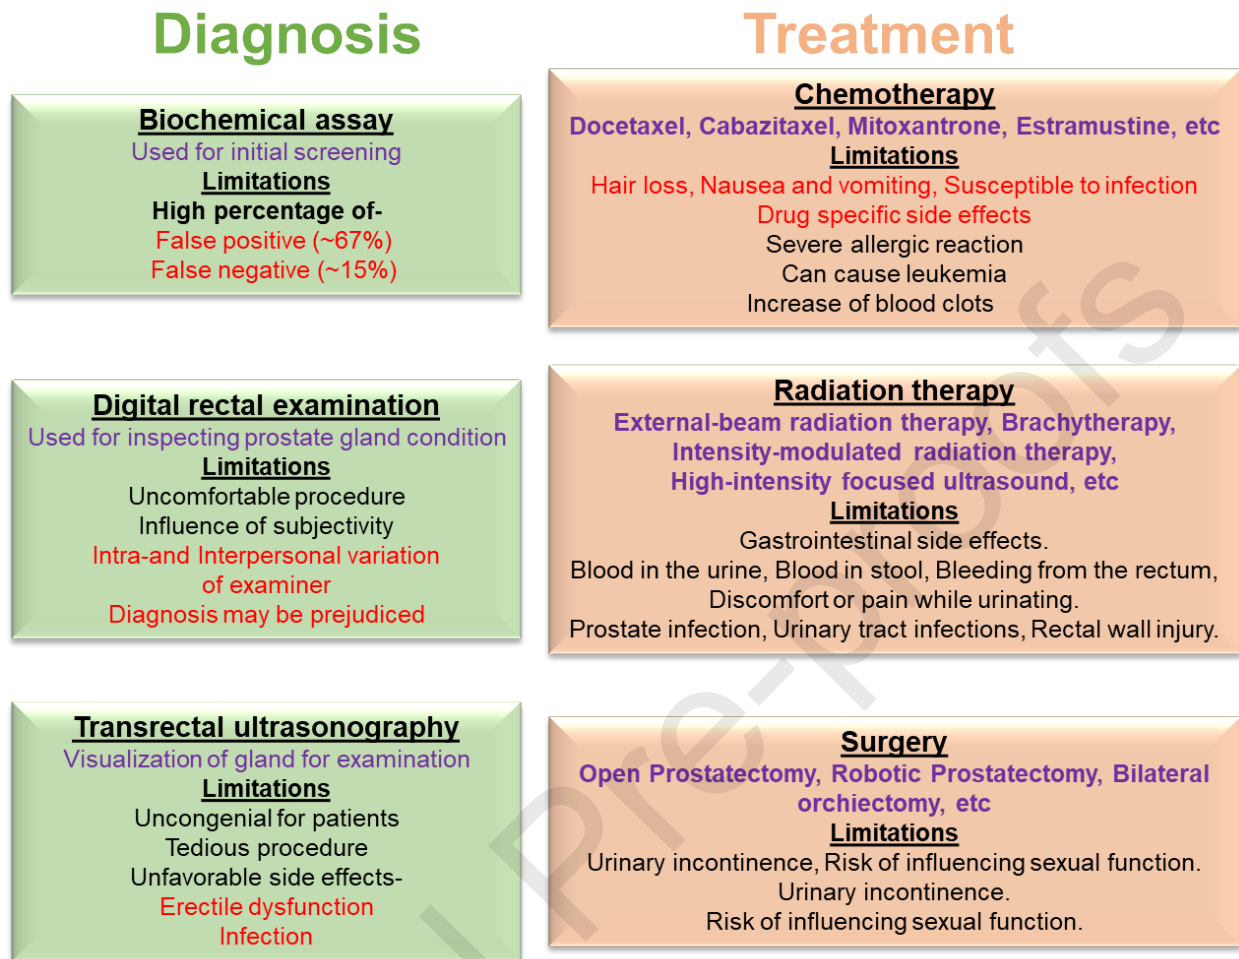 Diagnosis
Biochemical assay
Used for initial screening
Limitations
High percentage of-
False positive (~67%)
False negative (~15%)
Digital rectal examination
Used for inspecting prostate gland condition
Limitations
Uncomfortable procedure
Influence of subjectivity
Intra-and Interpersonal variation
of examiner
Diagnosis may be prejudiced
Transrectal ultrasonography
Visualization of gland for examination
Limitations
Uncongenial for patients
Tedious procedure
Unfavorable side effects-
Erectile dysfunction
Infection
Treatment
Chemotherapy
Docetaxel, Cabazitaxel, Mitoxantrone, Estramustine, etc
Limitations
Hair loss, Nausea and vomiting, Susceptible to infection
Drug specific side effects
Severe allergic reaction
Can cause leukemia
Increase of blood clots
Radiation therapy
External-beam radiation therapy, Brachytherapy,
Intensity-modulated radiation therapy,
High-intensity focused ultrasound, etc
Limitations
Gastrointestinal side effects.
Blood in the urine, Blood in stool, Bleeding from the rectum,
Discomfort or pain while urinating.
Prostate infection, Urinary tract infections, Rectal wall injury.
Surgery
Open Prostatectomy, Robotic Prostatectomy, Bilateral
orchiectomy, etc
Limitations
Urinary incontinence, Risk of influencing sexual function.
Urinary incontinence.
Risk of influencing sexual function.
Pre-proofs